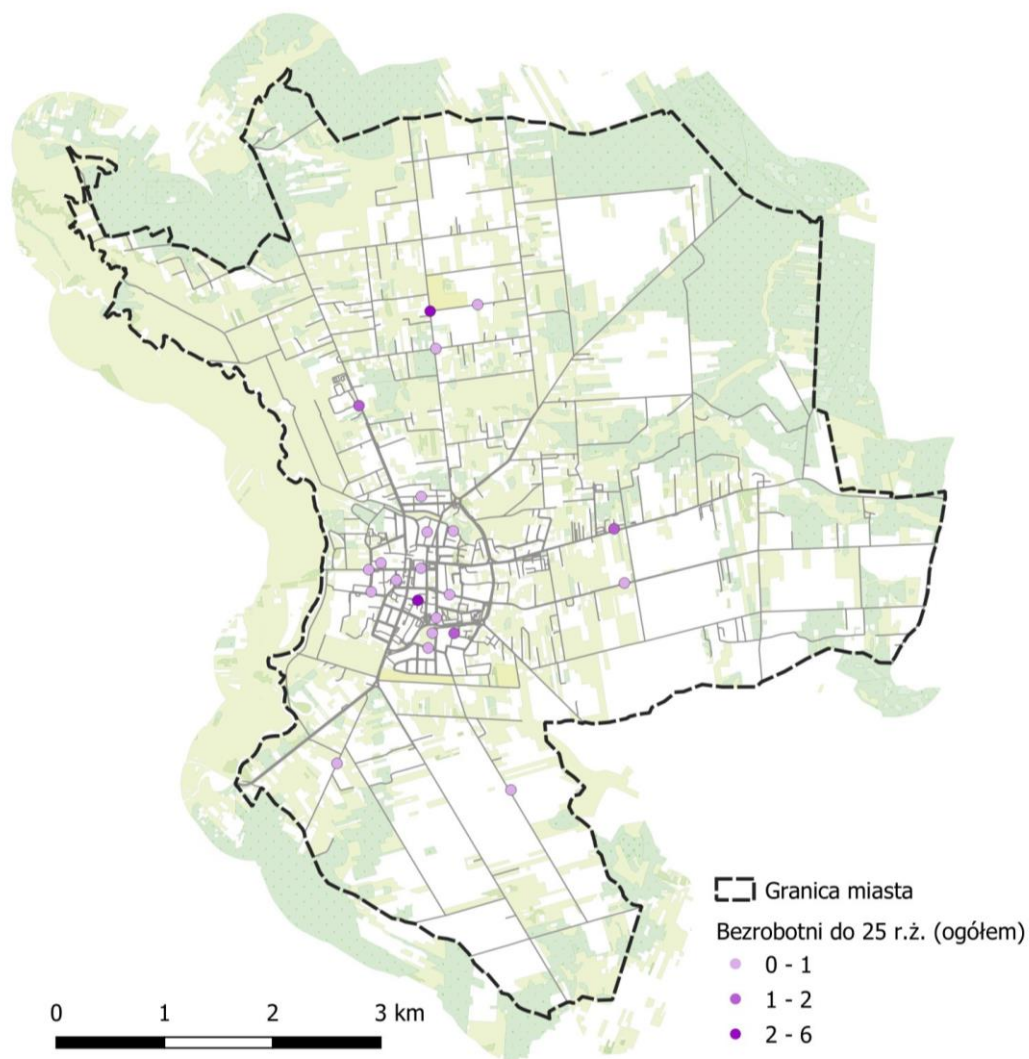 Granica miasta
Bezrobotni do 25 r.ż. (ogółem)
0 - 1
1 - 2
2 - 6
0 1 2 3 km